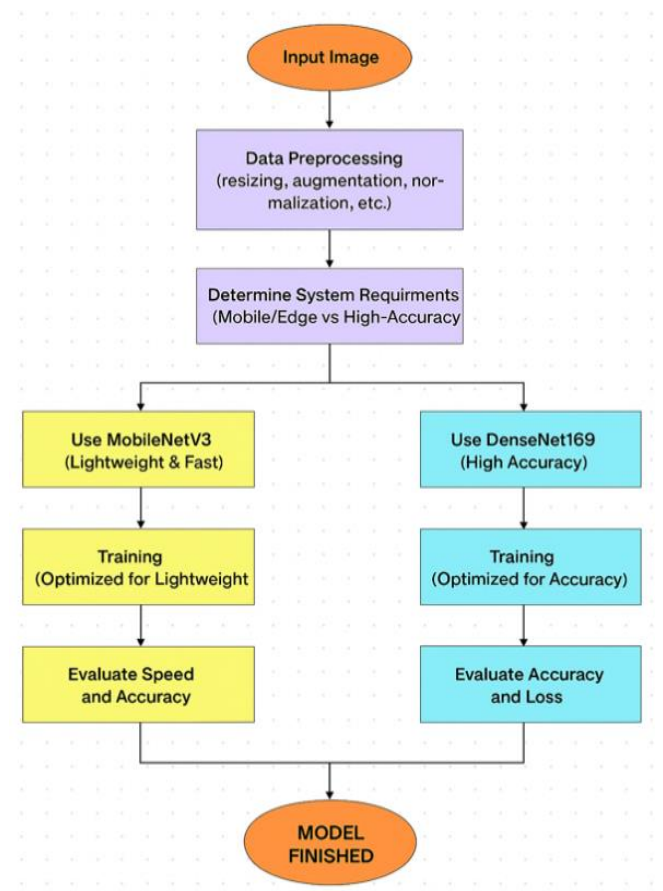 Input Image
Data Preprocessing
(resizing, augmentation, nor-
malization, etc.)
Determine System Requirments
(Mobile/Edge vs High-Accuracy
Use MobileNetV3
(Lightweight & Fast)
Use DenseNet169
(High Accuracy)
Training
(Optimized for Lightweight
Training
(Optimized for Accuracy)
Evaluate Speed
and Accuracy
Evaluate Accuracy
and Loss
MODEL
FINISHED